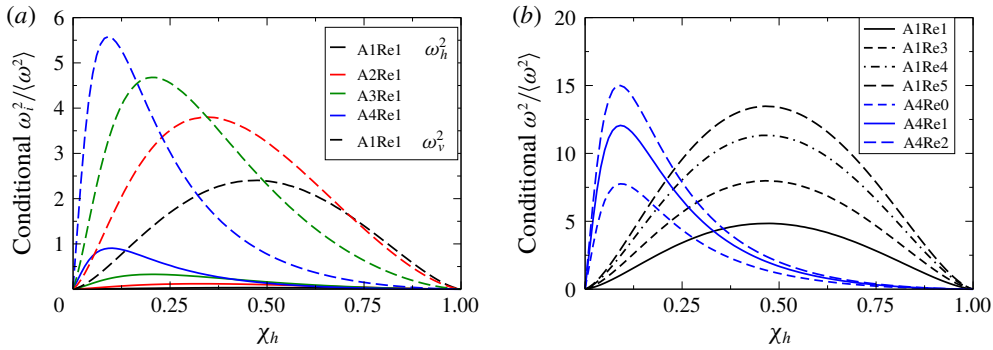 (a)
6
5
4
3
2
1
0
0.25
0.50
0.75
1.00
Conditional ω_i^2/⟨ω^2⟩
χ_h
A1Re1 ω_h^2
A2Re1
A3Re1
A4Re1
A1Re1 ω_v^2
(b)
20
15
10
5
0
0.25
0.50
0.75
1.00
Conditional ω^2/⟨ω^2⟩
χ_h
A1Re1
A1Re3
A1Re4
A1Re5
A4Re0
A4Re1
A4Re2